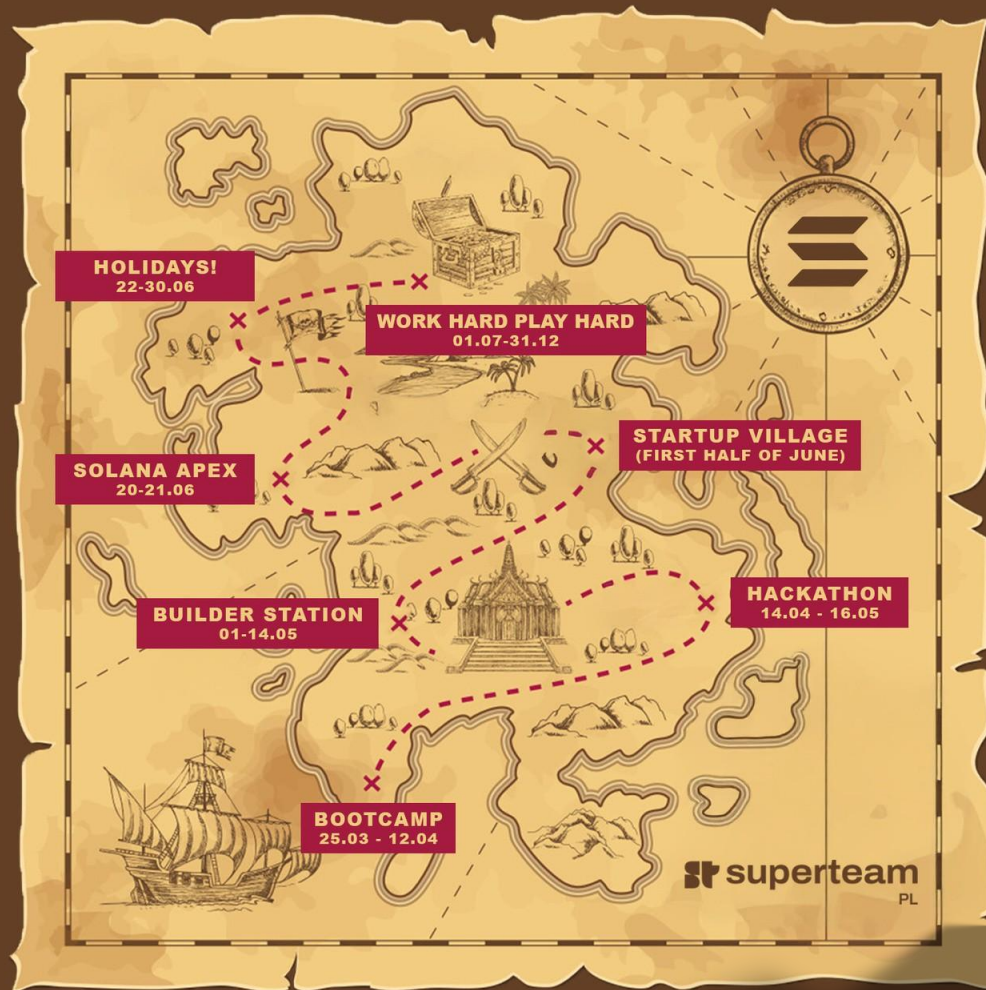 HOLIDAYS!
22-30.06
WORK HARD PLAY HARD
01.07-31.12
STARTUP VILLAGE
(FIRST HALF OF JUNE)
SOLANA APEX
20-21.06
HACKATHON
14.04 - 16.05
BUILDER STATION
01-14.05
BOOTCAMP
25.03 - 12.04
superteam
PL